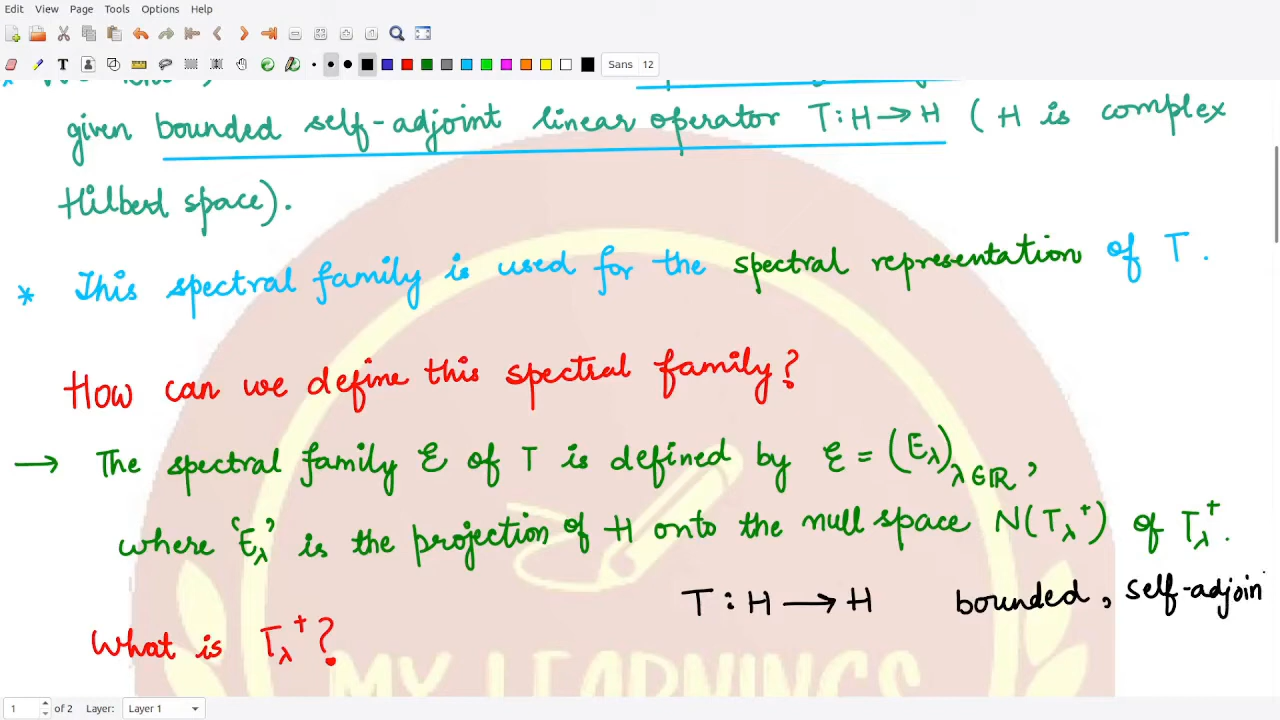 Edit View Page Tools Options Help
Sans 12
given bounded self-adjoint linear operator T:H→H (H is complex
Hilbert space).
* This spectral family is used for the spectral representation of T.
How can we define this spectral family?
→ The spectral family ℰ of T is defined by ℰ = (E_λ)_{λ∈ℝ},
where 'E_λ' is the projection of H onto the null space N(T_λ⁺) of T_λ⁺.
T : H ⟶ H bounded, self-adjoin
What is T_λ⁺?
MY LEARNINGS
1 of 2 Layer: Layer 1